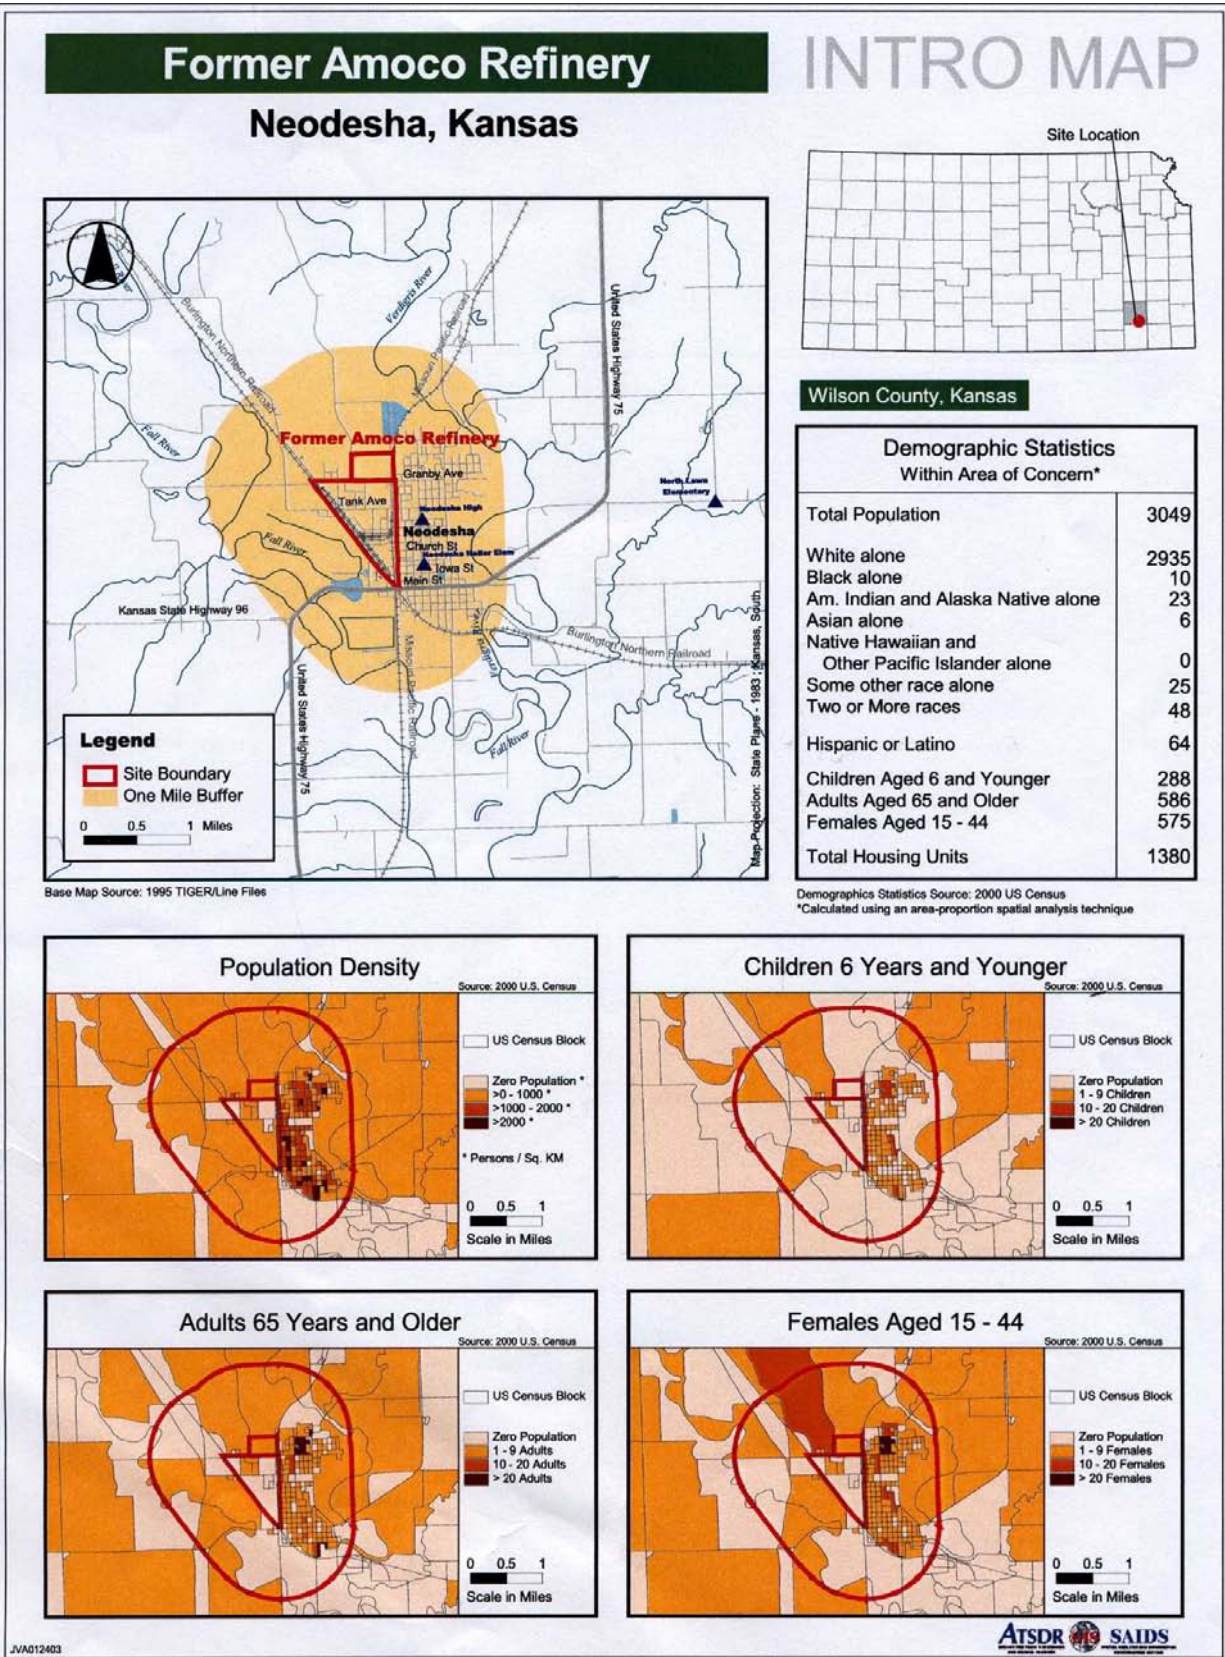 Former Amoco Refinery
INTRO MAP
Neodesha, Kansas
Site Location
Verdigris River
Burlington Northern Railroad
Missouri Pacific Railroad
United States Highway 75
Fall River
Former Amoco Refinery
Granby Ave
Tank Ave
North Lawn
Elementary
Neodesha High
Neodesha
Church St
Neodesha Heller Elem
Iowa St
Main St
Fall River
Kansas State Highway 96
Verdigris River
Burlington Northern Railroad
Missouri Pacific Railroad
United States Highway 75
Fall River
Map Projection: State Plane - 1983 ; Kansas, South
Legend
Site Boundary
One Mile Buffer
0 0.5 1 Miles
Base Map Source: 1995 TIGER/Line Files
Wilson County, Kansas
Demographic Statistics
Within Area of Concern*
Total Population 3049
White alone 2935
Black alone 10
Am. Indian and Alaska Native alone 23
Asian alone 6
Native Hawaiian and
Other Pacific Islander alone 0
Some other race alone 25
Two or More races 48
Hispanic or Latino 64
Children Aged 6 and Younger 288
Adults Aged 65 and Older 586
Females Aged 15 - 44 575
Total Housing Units 1380
Demographics Statistics Source: 2000 US Census
*Calculated using an area-proportion spatial analysis technique
Population Density
Source: 2000 U.S. Census
US Census Block
Zero Population *
>0 - 1000 *
>1000 - 2000 *
>2000 *
* Persons / Sq. KM
0 0.5 1
Scale in Miles
Children 6 Years and Younger
Source: 2000 U.S. Census
US Census Block
Zero Population
1 - 9 Children
10 - 20 Children
> 20 Children
0 0.5 1
Scale in Miles
Adults 65 Years and Older
Source: 2000 U.S. Census
US Census Block
Zero Population
1 - 9 Adults
10 - 20 Adults
> 20 Adults
0 0.5 1
Scale in Miles
Females Aged 15 - 44
Source: 2000 U.S. Census
US Census Block
Zero Population
1 - 9 Females
10 - 20 Females
> 20 Females
0 0.5 1
Scale in Miles
JVA012403
ATSDR SAIDS